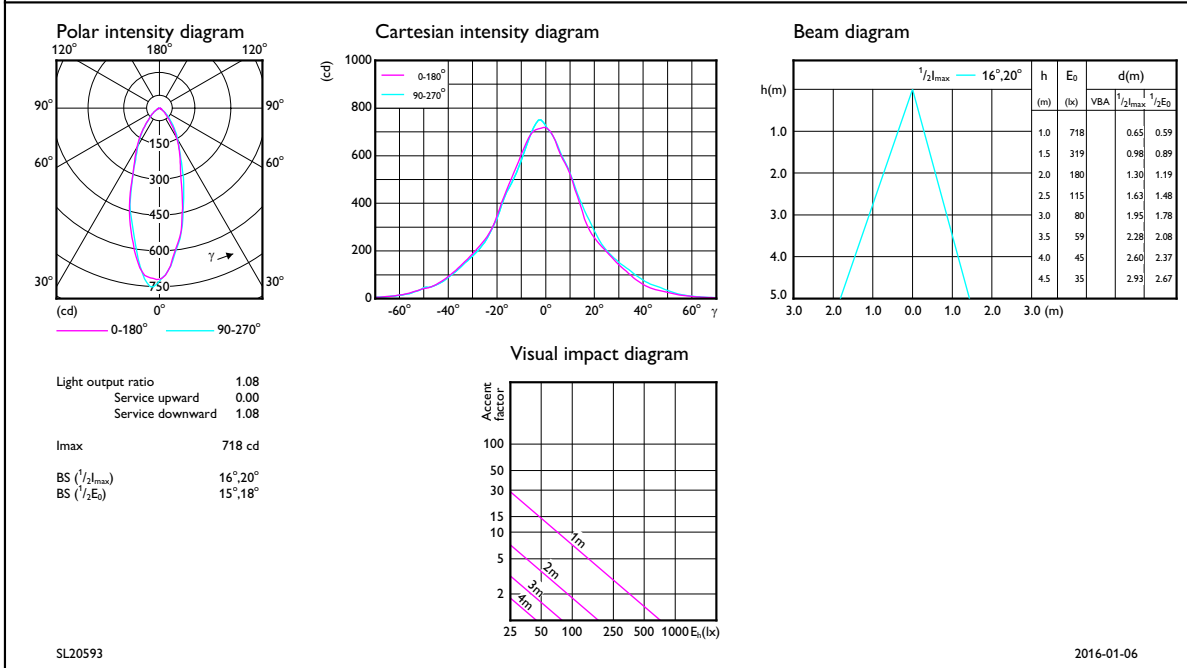 Polar intensity diagram
120° 180° 120°
90° 90°
150
60° 60°
300
450
600
γ
30° 750 30°
(cd) 0°
0-180° 90-270°
Light output ratio 1.08
Service upward 0.00
Service downward 1.08
Imax 718 cd
BS (1/2Imax) 16°,20°
BS (1/2E0) 15°,18°
Cartesian intensity diagram
(cd)
1000
0-180°
90-270°
800
600
400
200
0
-60° -40° -20° 0° 20° 40° 60° γ
Beam diagram
1/2Imax 16°,20°
h(m)
1.0
2.0
3.0
4.0
5.0
3.0 2.0 1.0 0.0 1.0 2.0 3.0 (m)
h E0 d(m)
(m) (lx) VBA 1/2Imax 1/2E0
1.0 718 0.65 0.59
1.5 319 0.98 0.89
2.0 180 1.30 1.19
2.5 115 1.63 1.48
3.0 80 1.95 1.78
3.5 59 2.28 2.08
4.0 45 2.60 2.37
4.5 35 2.93 2.67
Visual impact diagram
Accent
factor
100
50
30
15
10
5
2
1m
2m
3m
4m
25 50 100 250 500 1000 Eh(lx)
SL20593 2016-01-06